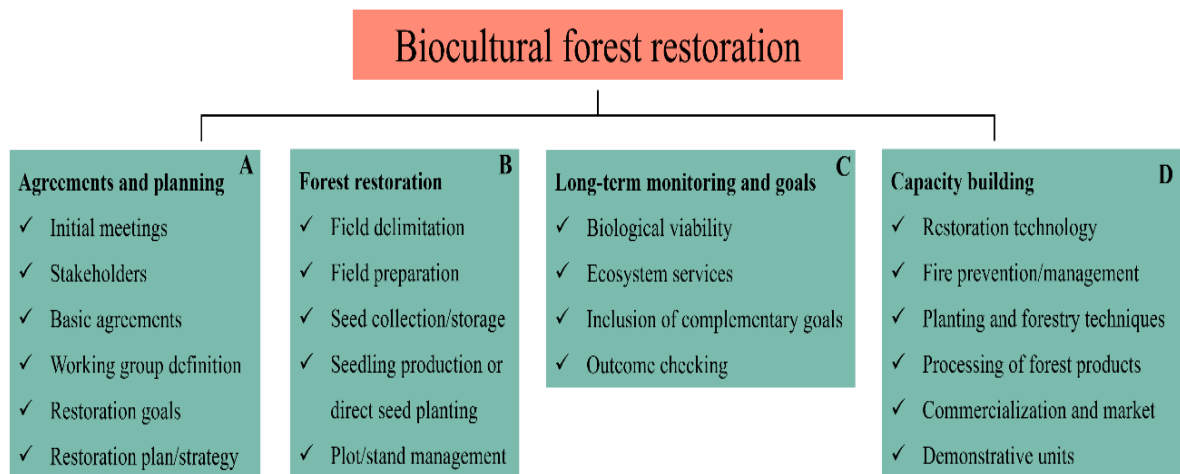 Biocultural forest restoration
A
Agreements and planning
✓ Initial meetings
✓ Stakeholders
✓ Basic agreements
✓ Working group definition
✓ Restoration goals
✓ Restoration plan/strategy
B
Forest restoration
✓ Field delimitation
✓ Field preparation
✓ Seed collection/storage
✓ Seedling production or
direct seed planting
✓ Plot/stand management
C
Long-term monitoring and goals
✓ Biological viability
✓ Ecosystem services
✓ Inclusion of complementary goals
✓ Outcome checking
D
Capacity building
✓ Restoration technology
✓ Fire prevention/management
✓ Planting and forestry techniques
✓ Processing of forest products
✓ Commercialization and market
✓ Demonstrative units